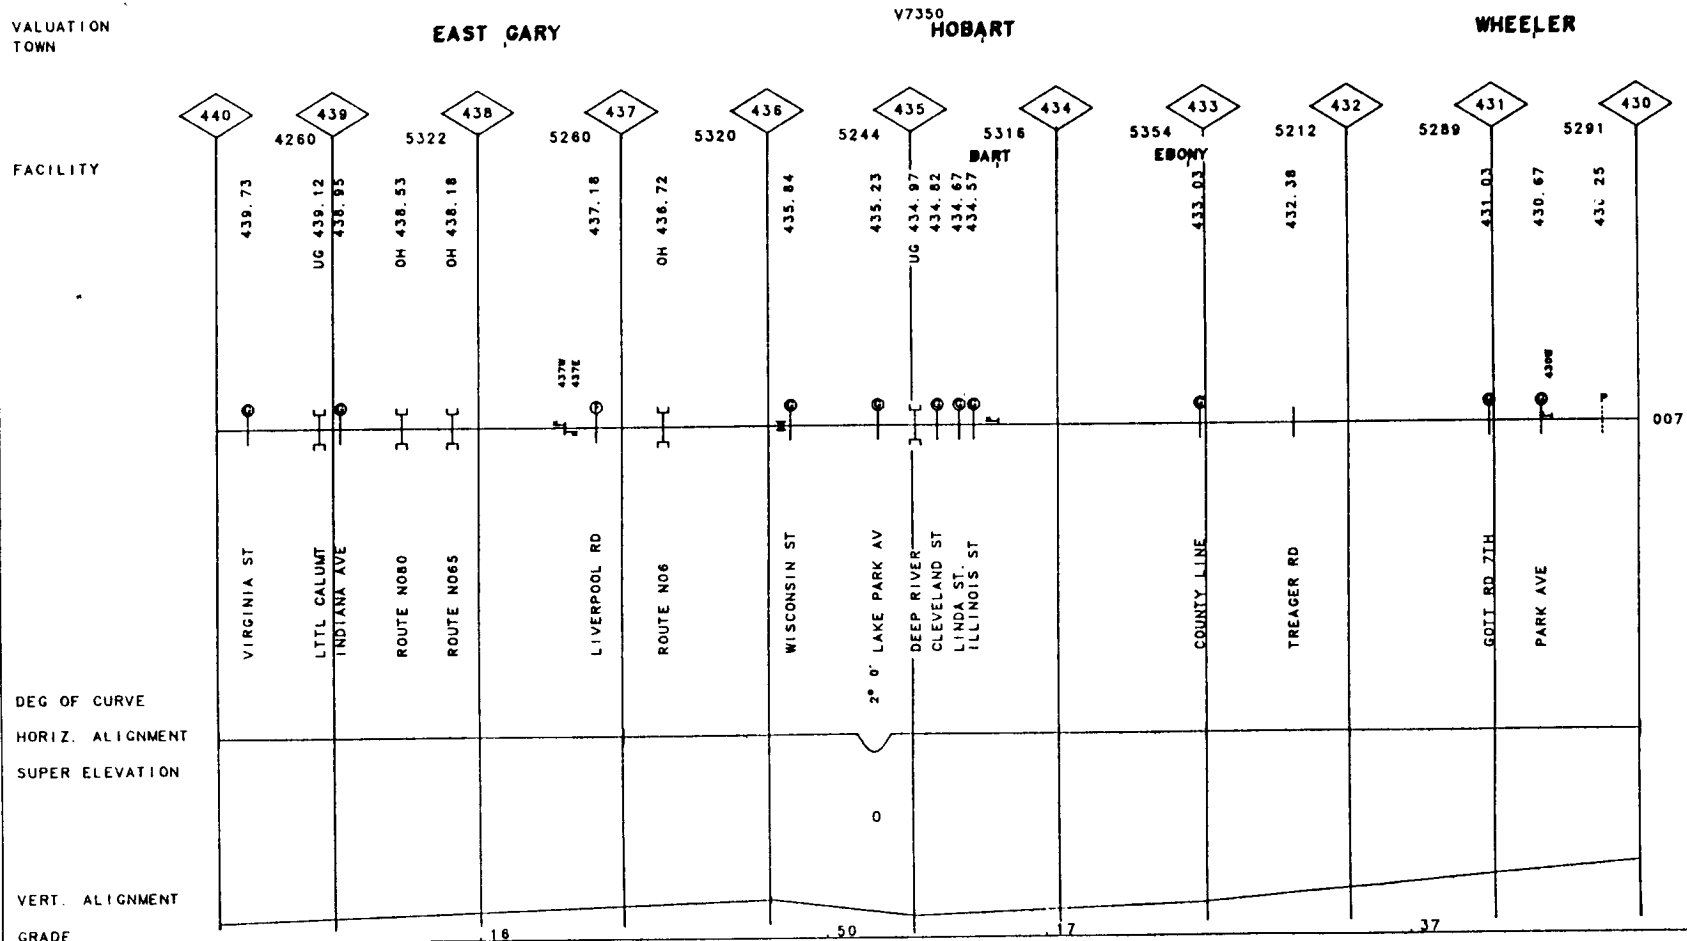 VALUATION V7350
TOWN EAST GARY HOBART WHEELER
440 439 438 437 436 435 434 433 432 431 430
4260 5322 5260 5320 5244 5316 5354 5212 5289 5291
BART EBONY
FACILITY
439.73
UG 439.12
438.95
OH 438.53
OH 438.18
437.18
OH 436.72
435.84
435.23
UG 434.97
434.82
434.67
434.57
433.03
432.38
431.03
430.67
437W
437E
430W
P
007
VIRGINIA ST
LTTL CALUMT
INDIANA AVE
ROUTE N080
ROUTE N065
LIVERPOOL RD
ROUTE N06
WISCONSIN ST
LAKE PARK AV
DEEP RIVER
CLEVELAND ST
LINDA ST.
ILLINOIS ST
COUNTY LINE
TREAGER RD
GOTT RD 7TH
PARK AVE
DEG OF CURVE 2° 0'
HORIZ. ALIGNMENT
SUPER ELEVATION
0
VERT. ALIGNMENT
GRADE .16 .50 .17 .37